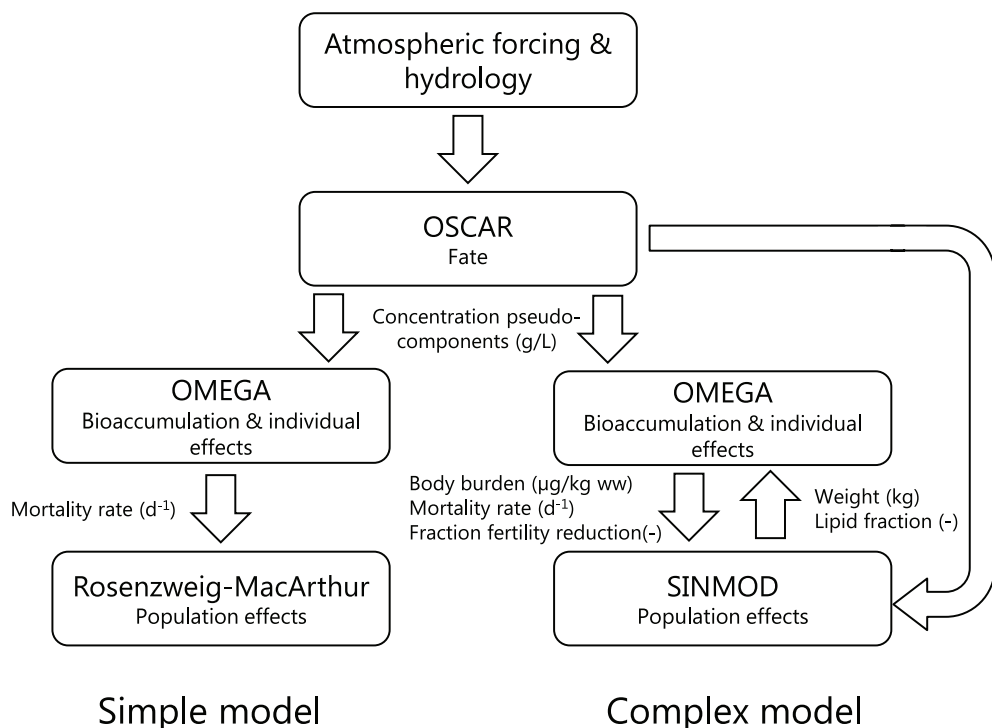 Atmospheric forcing &
hydrology
OSCAR
Fate
Concentration pseudo-
components (g/L)
OMEGA
Bioaccumulation & individual
effects
OMEGA
Bioaccumulation & individual
effects
Mortality rate (d⁻¹)
Body burden (µg/kg ww)
Mortality rate (d⁻¹)
Fraction fertility reduction(-)
Weight (kg)
Lipid fraction (-)
Rosenzweig-MacArthur
Population effects
SINMOD
Population effects
Simple model
Complex model